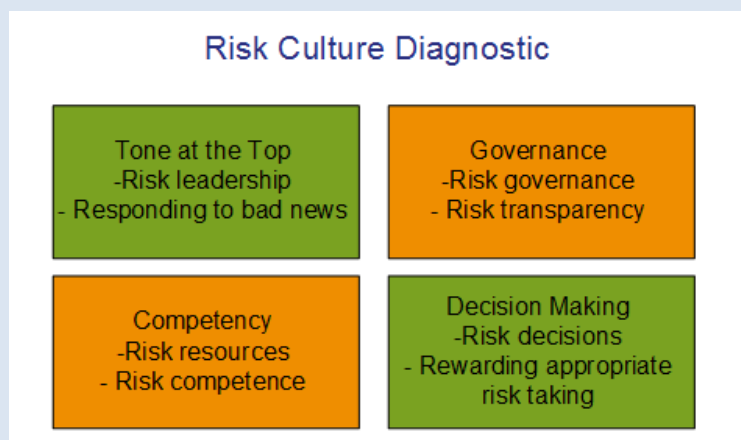 Risk Culture Diagnostic
Tone at the Top
-Risk leadership
- Responding to bad news
Governance
-Risk governance
- Risk transparency
Competency
-Risk resources
- Risk competence
Decision Making
-Risk decisions
- Rewarding appropriate
risk taking